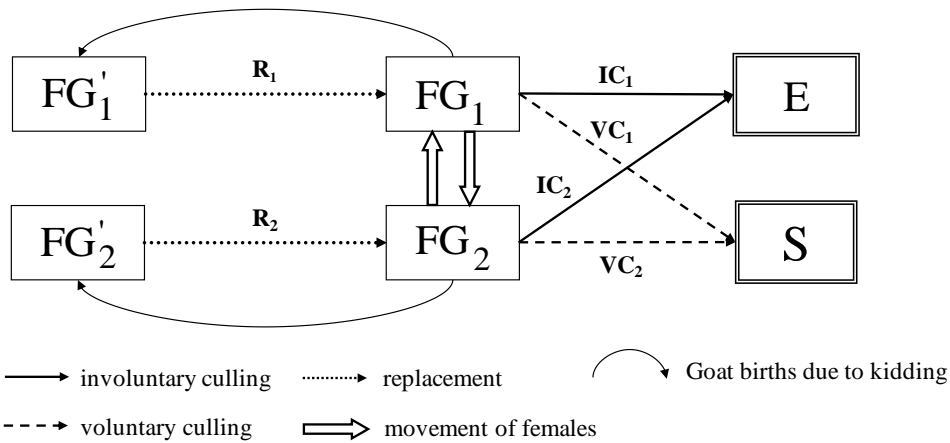 FG'₁
R₁
FG₁
IC₁
E
VC₁
IC₂
FG'₂
R₂
FG₂
VC₂
S
involuntary culling
replacement
Goat births due to kidding
voluntary culling
movement of females